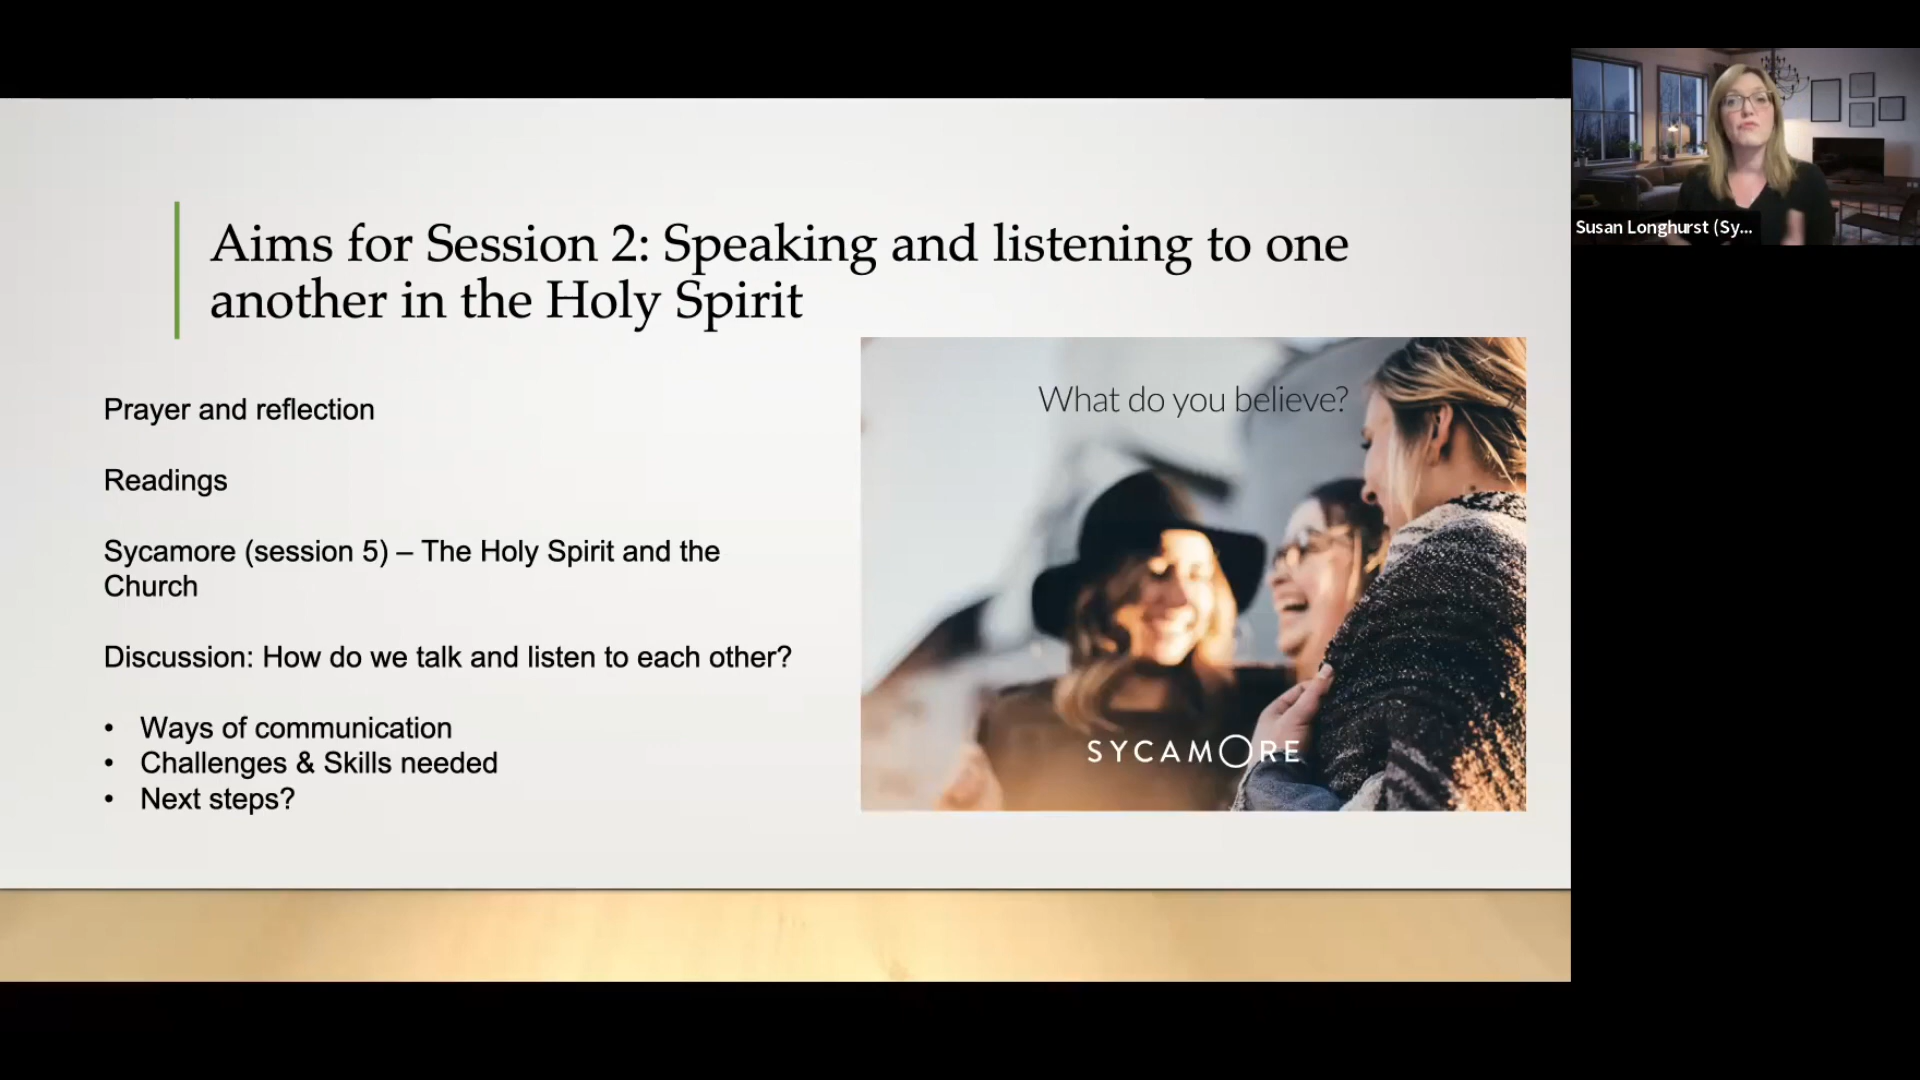 Aims for Session 2: Speaking and listening to one
another in the Holy Spirit
Prayer and reflection
Readings
Sycamore (session 5) – The Holy Spirit and the
Church
Discussion: How do we talk and listen to each other?
• Ways of communication
• Challenges & Skills needed
• Next steps?
What do you believe?
SYCAMORE
Susan Longhurst (Sy...